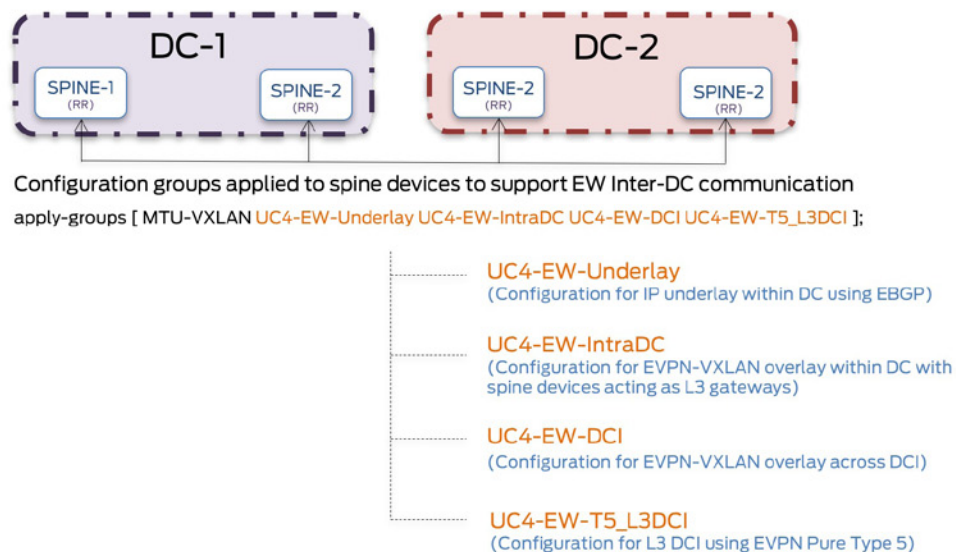 DC-1
DC-2
SPINE-1
(RR)
SPINE-2
(RR)
SPINE-2
(RR)
SPINE-2
(RR)
Configuration groups applied to spine devices to support EW Inter-DC communication
apply-groups [ MTU-VXLAN UC4-EW-Underlay UC4-EW-IntraDC UC4-EW-DCI UC4-EW-T5_L3DCI ];
UC4-EW-Underlay
(Configuration for IP underlay within DC using EBGP)
UC4-EW-IntraDC
(Configuration for EVPN-VXLAN overlay within DC with
spine devices acting as L3 gateways)
UC4-EW-DCI
(Configuration for EVPN-VXLAN overlay across DCI)
UC4-EW-T5_L3DCI
(Configuration for L3 DCI using EVPN Pure Type 5)